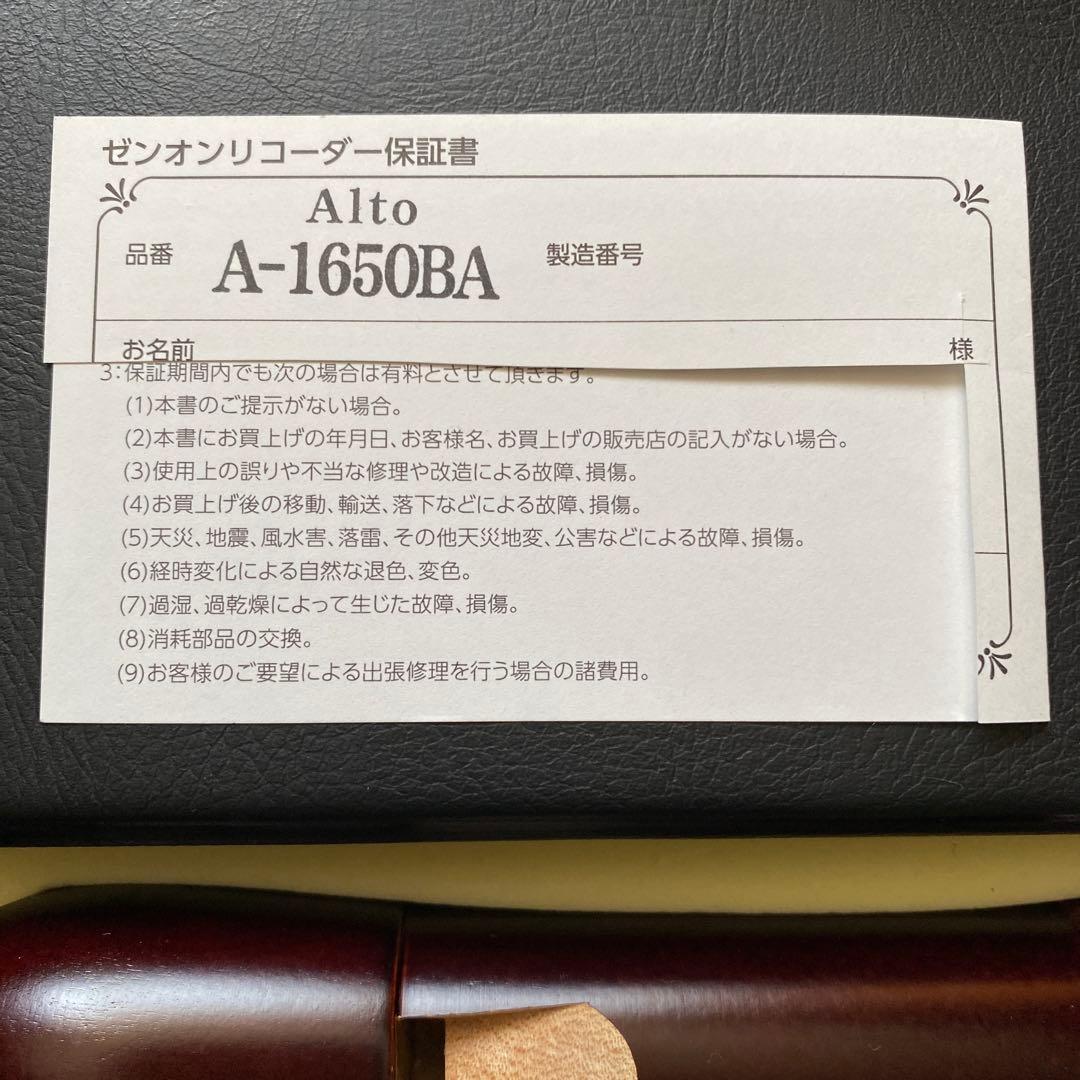 ゼンオンリコーダー保証書
Alto
品番 A-1650BA 製造番号
お名前 様
3:保証期間内でも次の場合は有料とさせて頂きます。
(1)本書のご提示がない場合。
(2)本書にお買上げの年月日、お客様名、お買上げの販売店の記入がない場合。
(3)使用上の誤りや不当な修理や改造による故障、損傷。
(4)お買上げ後の移動、輸送、落下などによる故障、損傷。
(5)天災、地震、風水害、落雷、その他天災地変、公害などによる故障、損傷。
(6)経時変化による自然な退色、変色。
(7)過湿、過乾燥によって生じた故障、損傷。
(8)消耗部品の交換。
(9)お客様のご要望による出張修理を行う場合の諸費用。